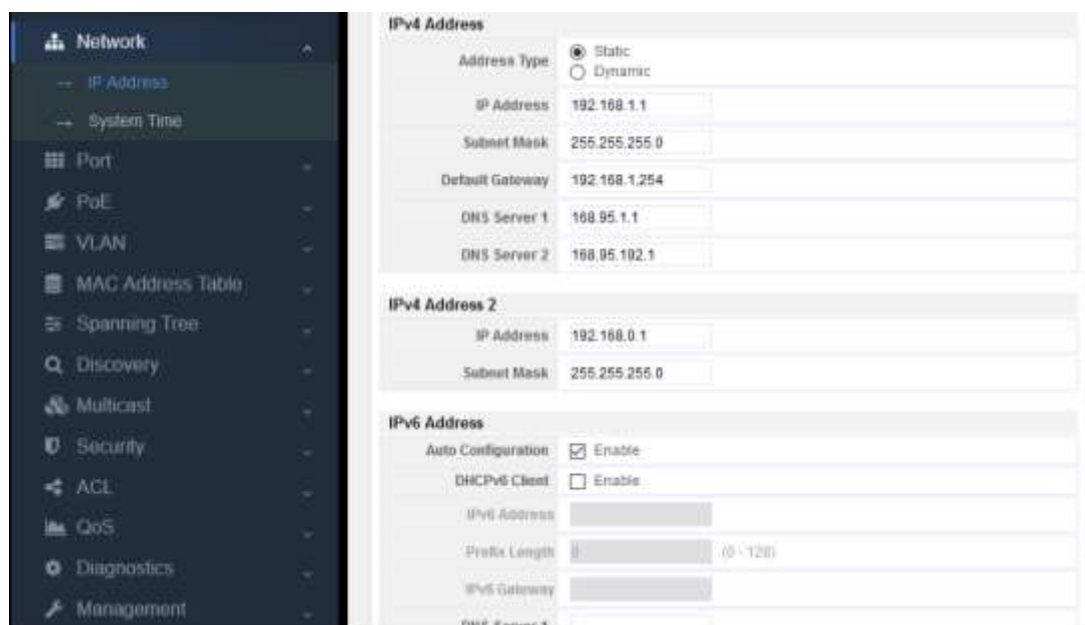 Network
IP Address
System Time
Port
PoE
VLAN
MAC Address Table
Spanning Tree
Discovery
Multicast
Security
ACL
QoS
Diagnostics
Management
IPv4 Address
Address Type
Static
Dynamic
IP Address 192.168.1.1
Subnet Mask 255.255.255.0
Default Gateway 192.168.1.254
DNS Server 1 168.95.1.1
DNS Server 2 168.95.192.1
IPv4 Address 2
IP Address 192.168.0.1
Subnet Mask 255.255.255.0
IPv6 Address
Auto Configuration Enable
DHCPv6 Client Enable
IPv6 Address
Prefix Length 0 (0 - 128)
IPv6 Gateway
DNS Server 1